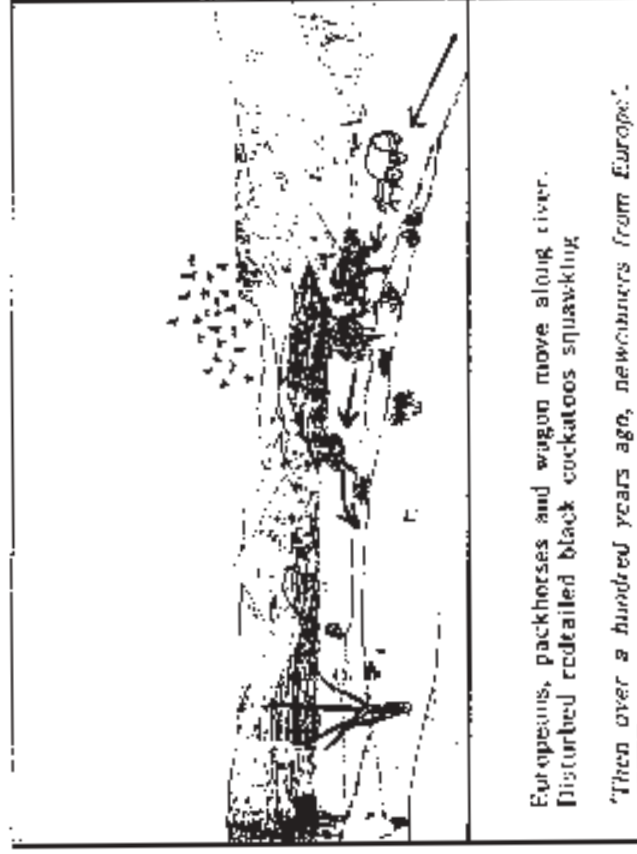 Europeans, packhorses and wagon move along river.
Disturbed redtailed black cockatoos squawking
"Then over a hundred years ago, newcomers from Europe".